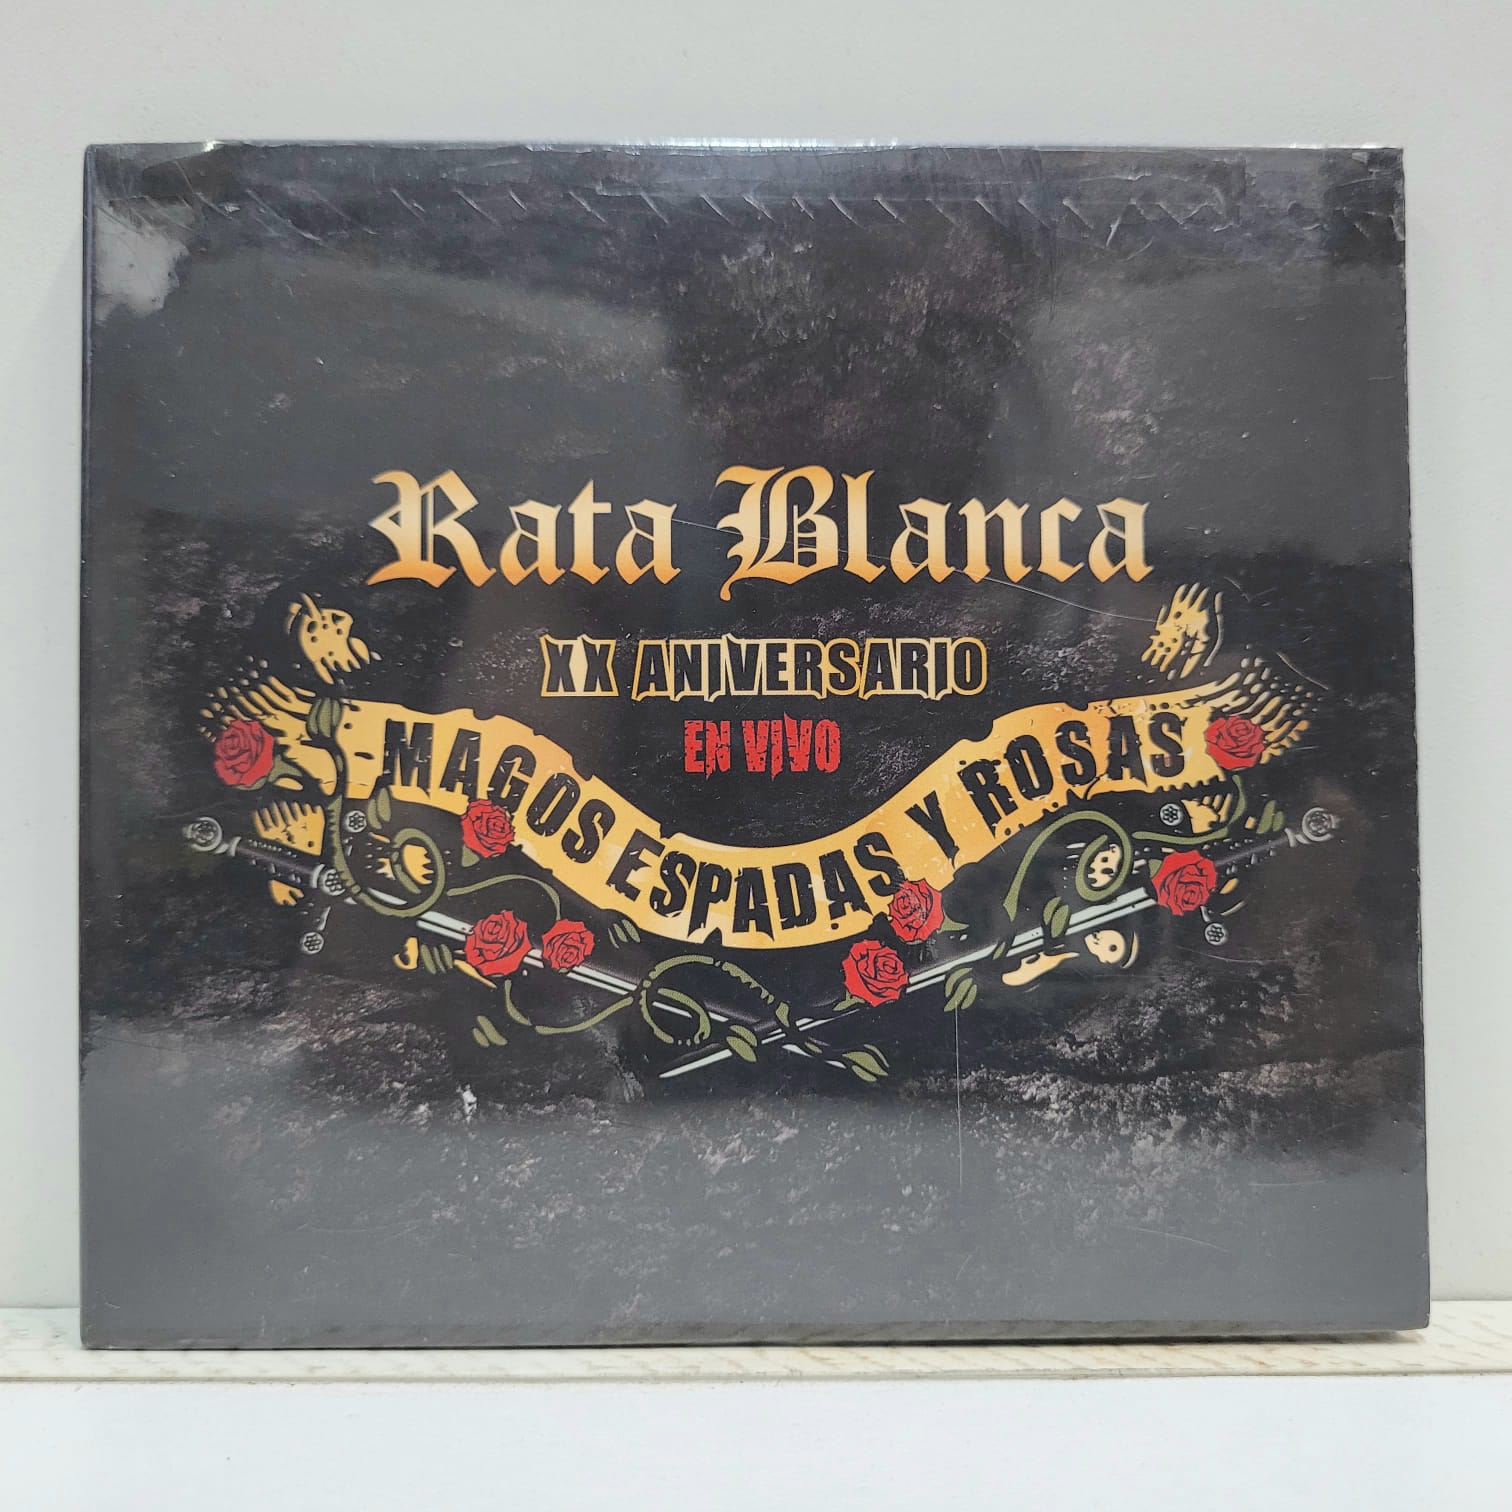 Rata Blanca
XX ANIVERSARIO
EN VIVO
MAGOS ESPADAS Y ROSAS